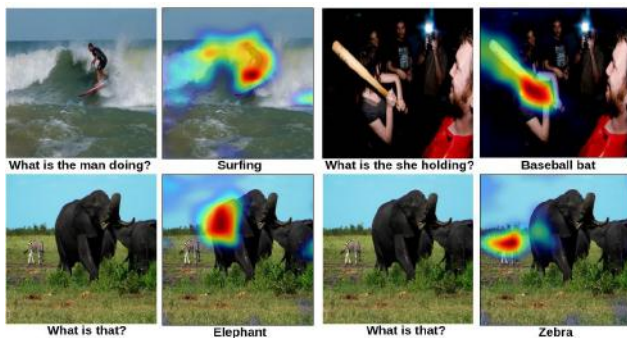 What is the man doing?
Surfing
What is the she holding?
Baseball bat
What is that?
Elephant
What is that?
Zebra